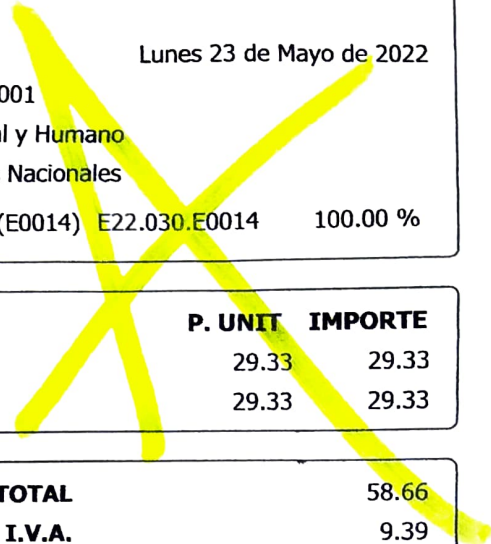 Lunes 23 de Mayo de 2022
001
l y Humano
Nacionales
(E0014) E22.030.E0014 100.00 %
P. UNIT IMPORTE
29.33 29.33
29.33 29.33
TOTAL 58.66
I.V.A. 9.39